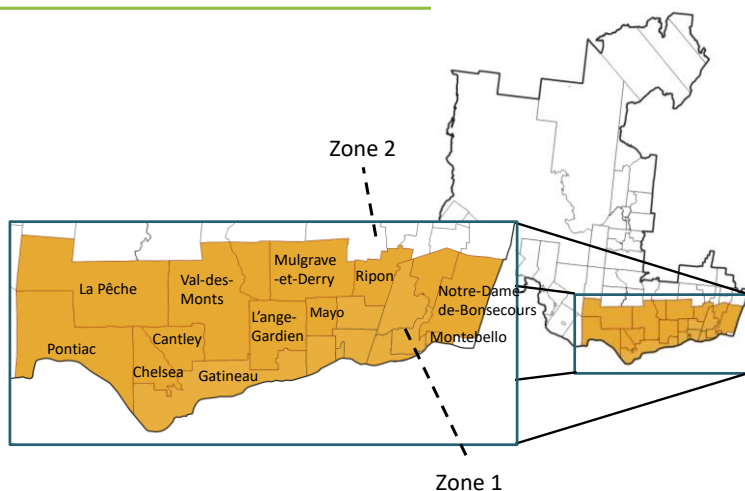 Zone 2
La Pêche
Val-des-
Monts
Mulgrave
-et-Derry
Ripon
Notre-Dame
de-Bonsecours
L'ange-
Gardien
Mayo
Cantley
Pontiac
Chelsea
Gatineau
Montebello
Zone 1